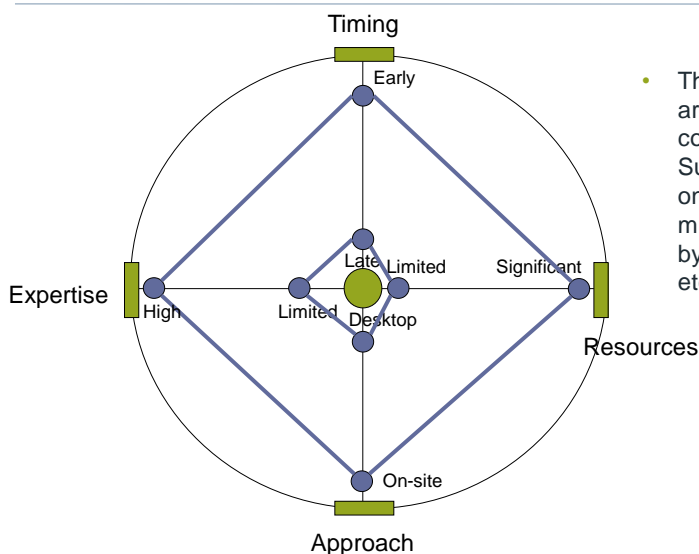 Timing
Early
Late
Limited
Significant
Expertise
High
Limited
Desktop
Resources
On-site
Approach
•